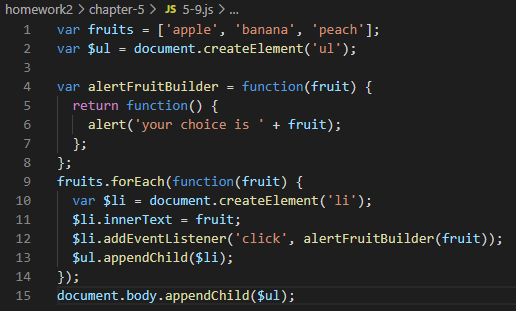 homework2 > chapter-5 > JS 5-9.js > ...
1 var fruits = ['apple', 'banana', 'peach'];
2 var $ul = document.createElement('ul');
3
4 var alertFruitBuilder = function(fruit) {
5   return function() {
6     alert('your choice is ' + fruit);
7   };
8 };
9 fruits.forEach(function(fruit) {
10   var $li = document.createElement('li');
11   $li.innerText = fruit;
12   $li.addEventListener('click', alertFruitBuilder(fruit));
13   $ul.appendChild($li);
14 });
15 document.body.appendChild($ul);